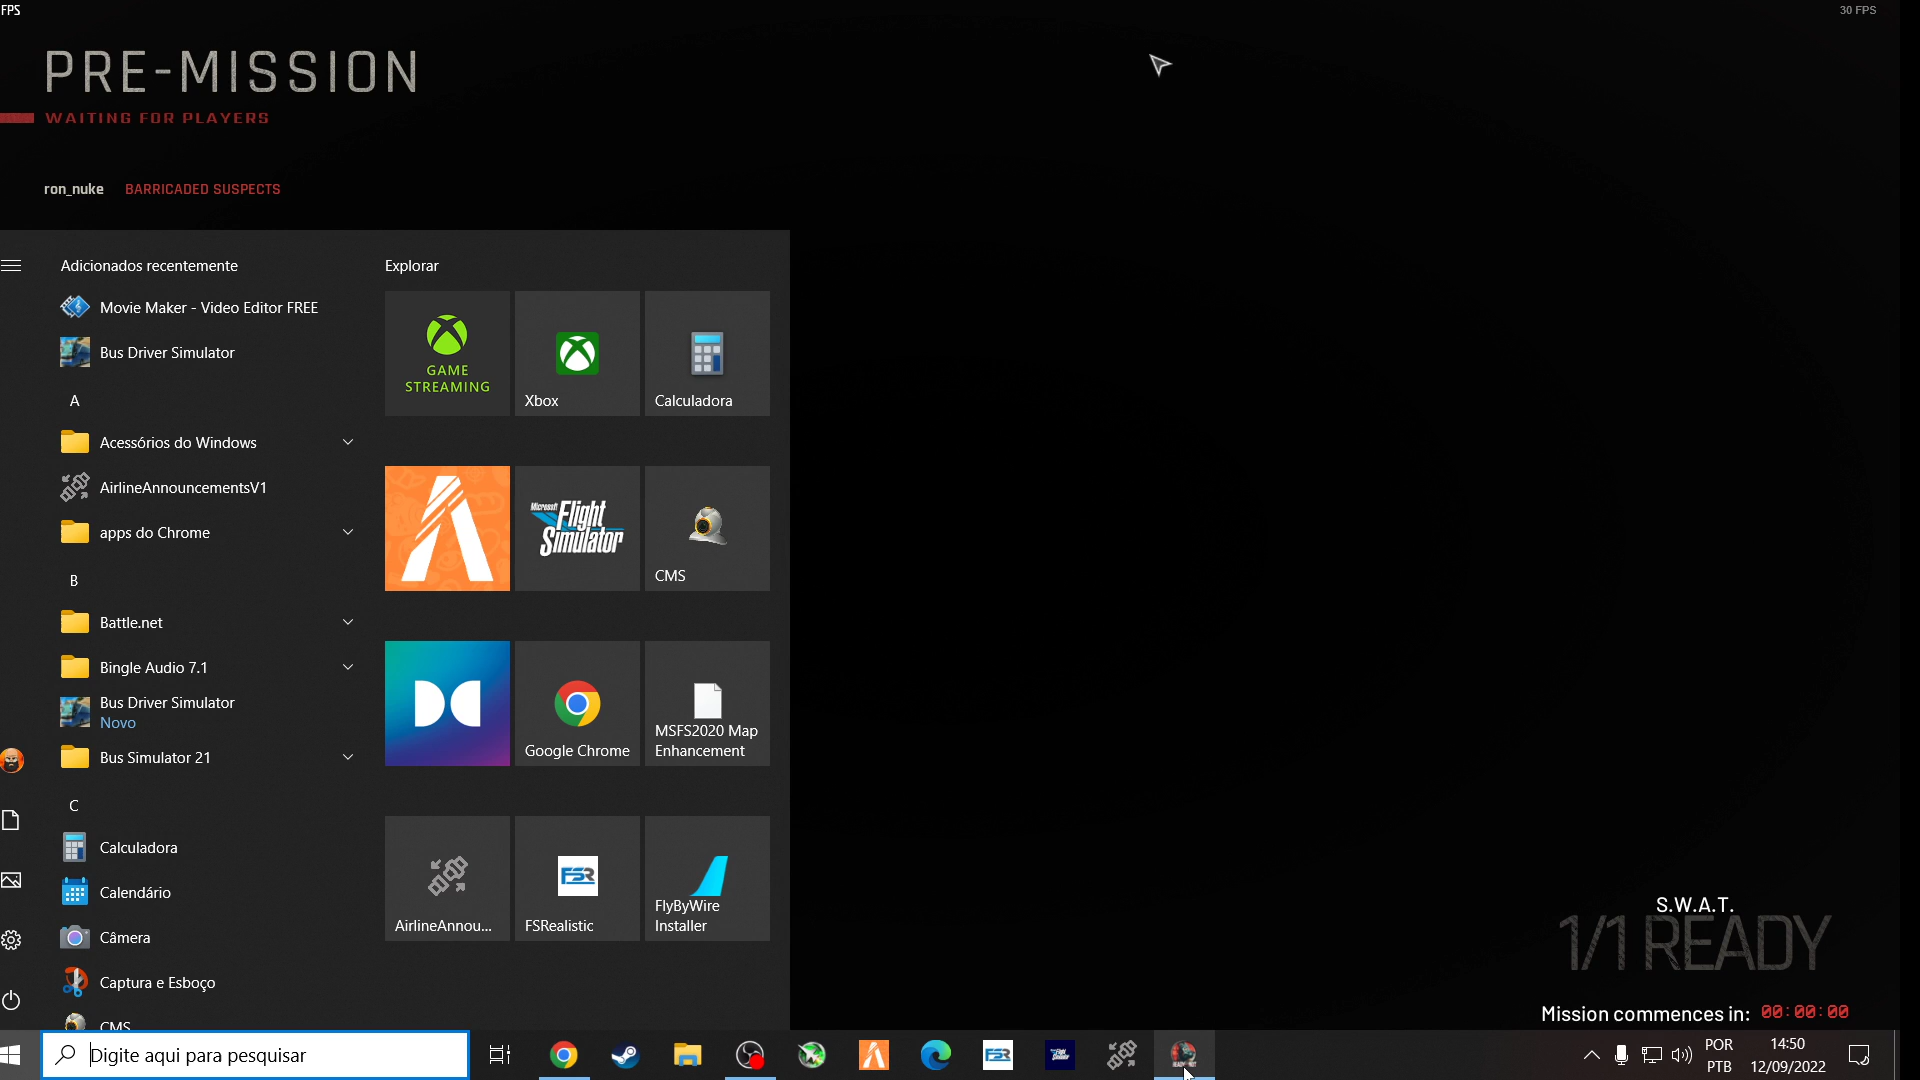 FPS
30 FPS
PRE-MISSION
WAITING FOR PLAYERS
ron_nuke BARRICADED SUSPECTS
Adicionados recentemente
Movie Maker - Video Editor FREE
Bus Driver Simulator
A
Acessórios do Windows
AirlineAnnouncementsV1
apps do Chrome
B
Battle.net
Bingle Audio 7.1
Bus Driver Simulator
Novo
Bus Simulator 21
C
Calculadora
Calendário
Câmera
Captura e Esboço
CMS
Explorar
GAME
STREAMING
Xbox
Calculadora
Microsoft
Flight
Simulator
CMS
Google Chrome
MSFS2020 Map
Enhancement
AirlineAnnou...
FSR
FSRealistic
FlyByWire
Installer
S.W.A.T.
1/1 READY
Mission commences in: 00:00:00
Digite aqui para pesquisar
FSR
POR
PTB
14:50
12/09/2022